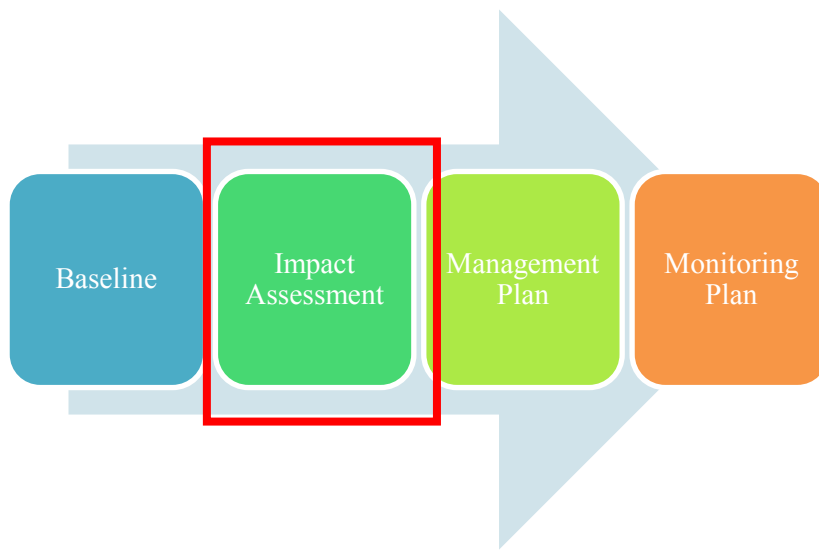 Baseline
Impact
Assessment
Management
Plan
Monitoring
Plan